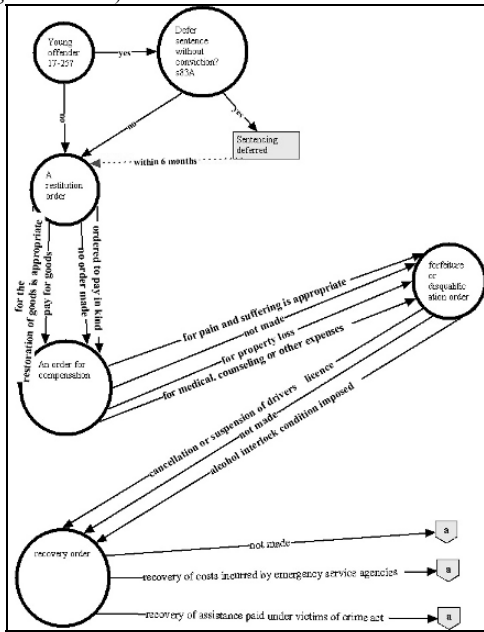 Young
offender
17-25?
yes
Defer
sentence
without
conviction?
s83A
no
no
yes
Sentencing
deferred
within 6 months
A
restitution
order
for the
restoration of goods is appropriate
pay for goods
no order made
ordered to pay in kind
forfeiture
or
disqualific
ation order
for pain and suffering is appropriate
not made
for property loss
for medical, counseling or other expenses
An order for
compensation
cancellation or suspension of drivers licence
not made
alcohol interlock condition imposed
recovery order
not made
a
recovery of costs incurred by emergency service agencies
a
recovery of assistance paid under victims of crime act
a